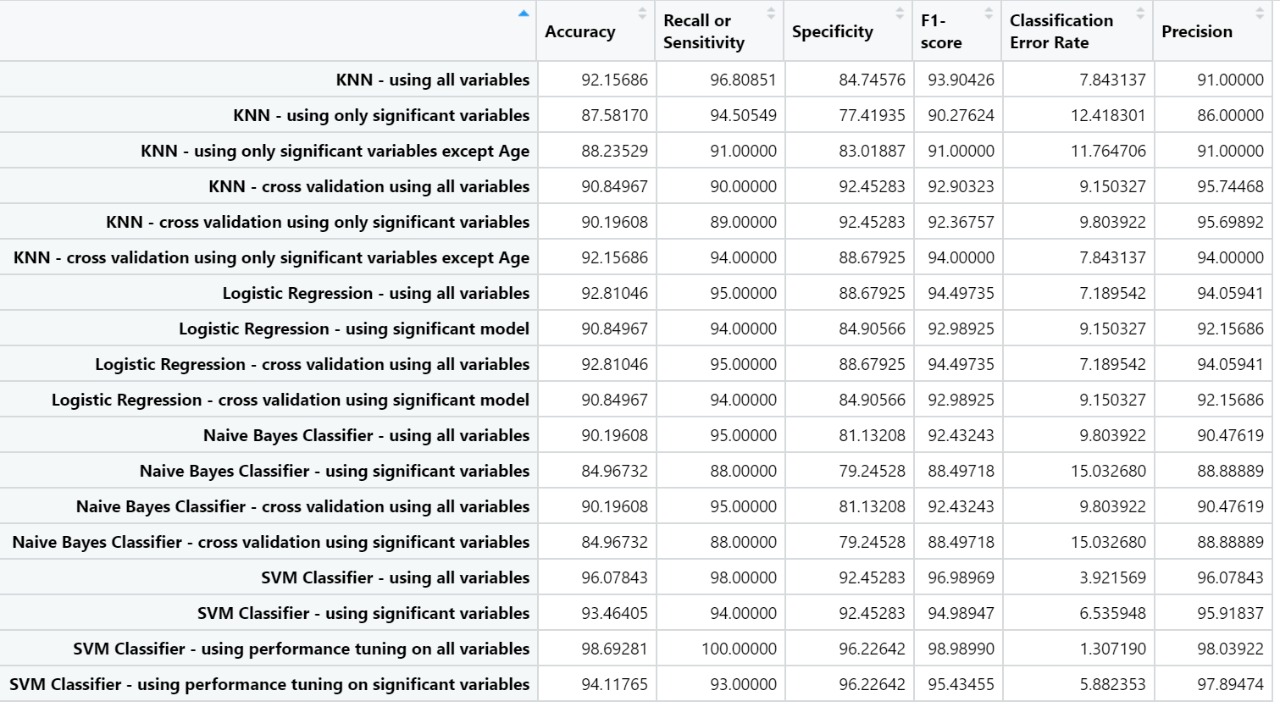 Accuracy Recall or Sensitivity Specificity F1-score Classification Error Rate Precision
KNN - using all variables 92.15686 96.80851 84.74576 93.90426 7.843137 91.00000
KNN - using only significant variables 87.58170 94.50549 77.41935 90.27624 12.418301 86.00000
KNN - using only significant variables except Age 88.23529 91.00000 83.01887 91.00000 11.764706 91.00000
KNN - cross validation using all variables 90.84967 90.00000 92.45283 92.90323 9.150327 95.74468
KNN - cross validation using only significant variables 90.19608 89.00000 92.45283 92.36757 9.803922 95.69892
KNN - cross validation using only significant variables except Age 92.15686 94.00000 88.67925 94.00000 7.843137 94.00000
Logistic Regression - using all variables 92.81046 95.00000 88.67925 94.49735 7.189542 94.05941
Logistic Regression - using significant model 90.84967 94.00000 84.90566 92.98925 9.150327 92.15686
Logistic Regression - cross validation using all variables 92.81046 95.00000 88.67925 94.49735 7.189542 94.05941
Logistic Regression - cross validation using significant model 90.84967 94.00000 84.90566 92.98925 9.150327 92.15686
Naive Bayes Classifier - using all variables 90.19608 95.00000 81.13208 92.43243 9.803922 90.47619
Naive Bayes Classifier - using significant variables 84.96732 88.00000 79.24528 88.49718 15.032680 88.88889
Naive Bayes Classifier - cross validation using all variables 90.19608 95.00000 81.13208 92.43243 9.803922 90.47619
Naive Bayes Classifier - cross validation using significant variables 84.96732 88.00000 79.24528 88.49718 15.032680 88.88889
SVM Classifier - using all variables 96.07843 98.00000 92.45283 96.98969 3.921569 96.07843
SVM Classifier - using significant variables 93.46405 94.00000 92.45283 94.98947 6.535948 95.91837
SVM Classifier - using performance tuning on all variables 98.69281 100.00000 96.22642 98.98990 1.307190 98.03922
SVM Classifier - using performance tuning on significant variables 94.11765 93.00000 96.22642 95.43455 5.882353 97.89474